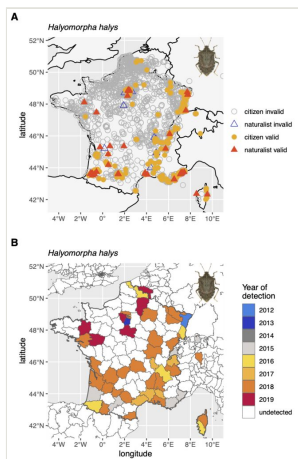 A
Halyomorpha halys
52°N
50°N
48°N
46°N
44°N
42°N
latitude
4°W 2°W 0° 2°E 4°E 6°E 8°E 10°E
citizen invalid
naturalist invalid
citizen valid
naturalist valid
B
Halyomorpha halys
52°N
50°N
48°N
46°N
44°N
42°N
latitude
4°W 2°W 0° 2°E 4°E 6°E 8°E 10°E
longitude
Year of
detection
2012
2013
2014
2015
2016
2017
2018
2019
undetected